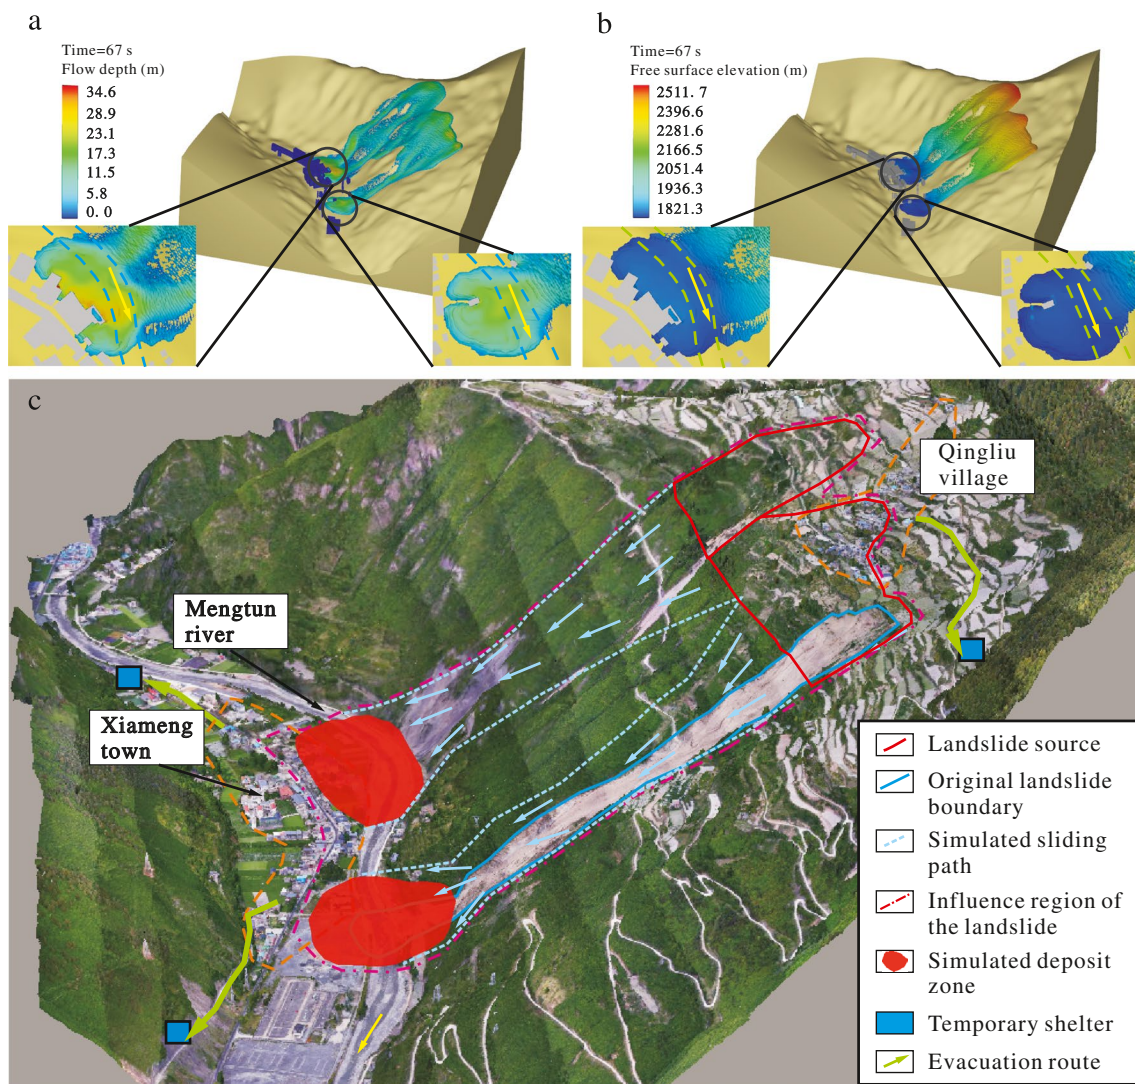 a
Time=67 s
Flow depth (m)
34.6
28.9
23.1
17.3
11.5
5.8
0. 0
b
Time=67 s
Free surface elevation (m)
2511. 7
2396.6
2281.6
2166.5
2051.4
1936.3
1821.3
c
Qingliu
village
Mengtun
river
Xiameng
town
Landslide source
Original landslide
boundary
Simulated sliding
path
Influence region of
the landslide
Simulated deposit
zone
Temporary shelter
Evacuation route